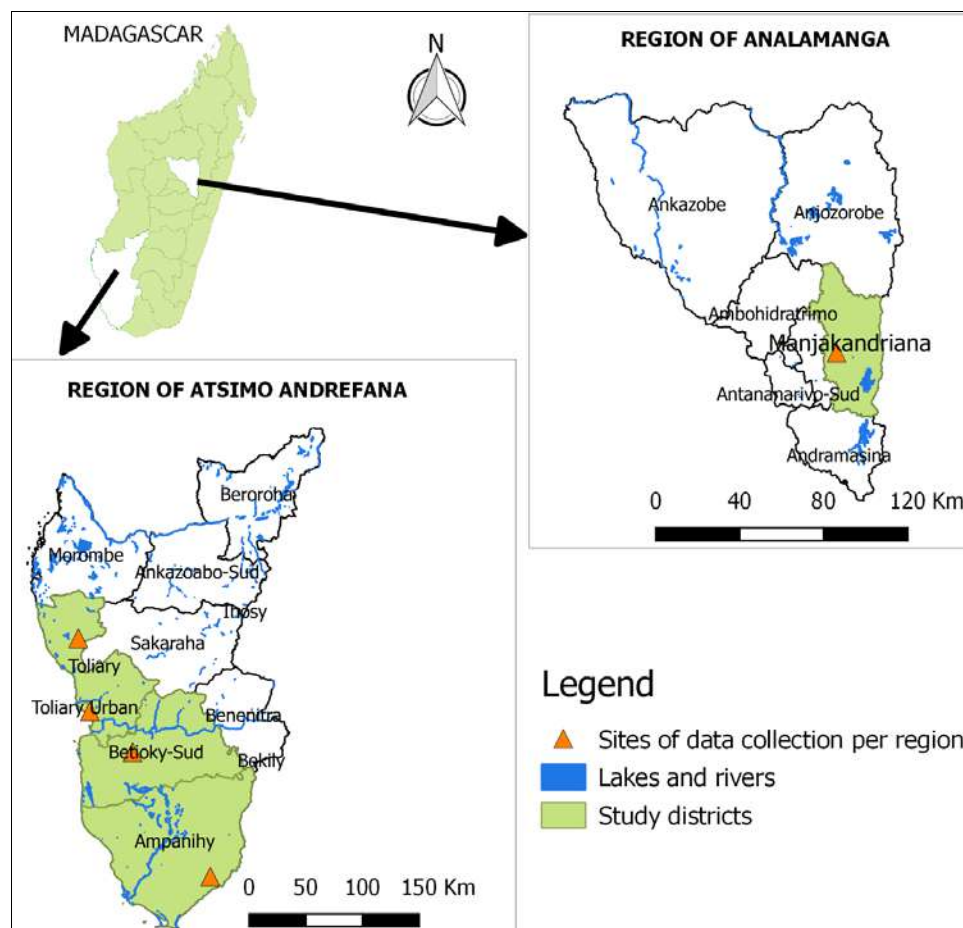 MADAGASCAR
N
REGION OF ANALAMANGA
Ankazobe
Anjozorobe
Ambohidratrimo
Manjakandriana
Antananarivo-Sud
Andramasina
0 40 80 120 Km
REGION OF ATSIMO ANDREFANA
Beroroha
Morombe
Ankazoabo-Sud
Ihosy
Sakaraha
Toliary
Toliary Urban
Benenitra
Betioky-Sud
Bekily
Ampanihy
0 50 100 150 Km
Legend
Sites of data collection per region
Lakes and rivers
Study districts